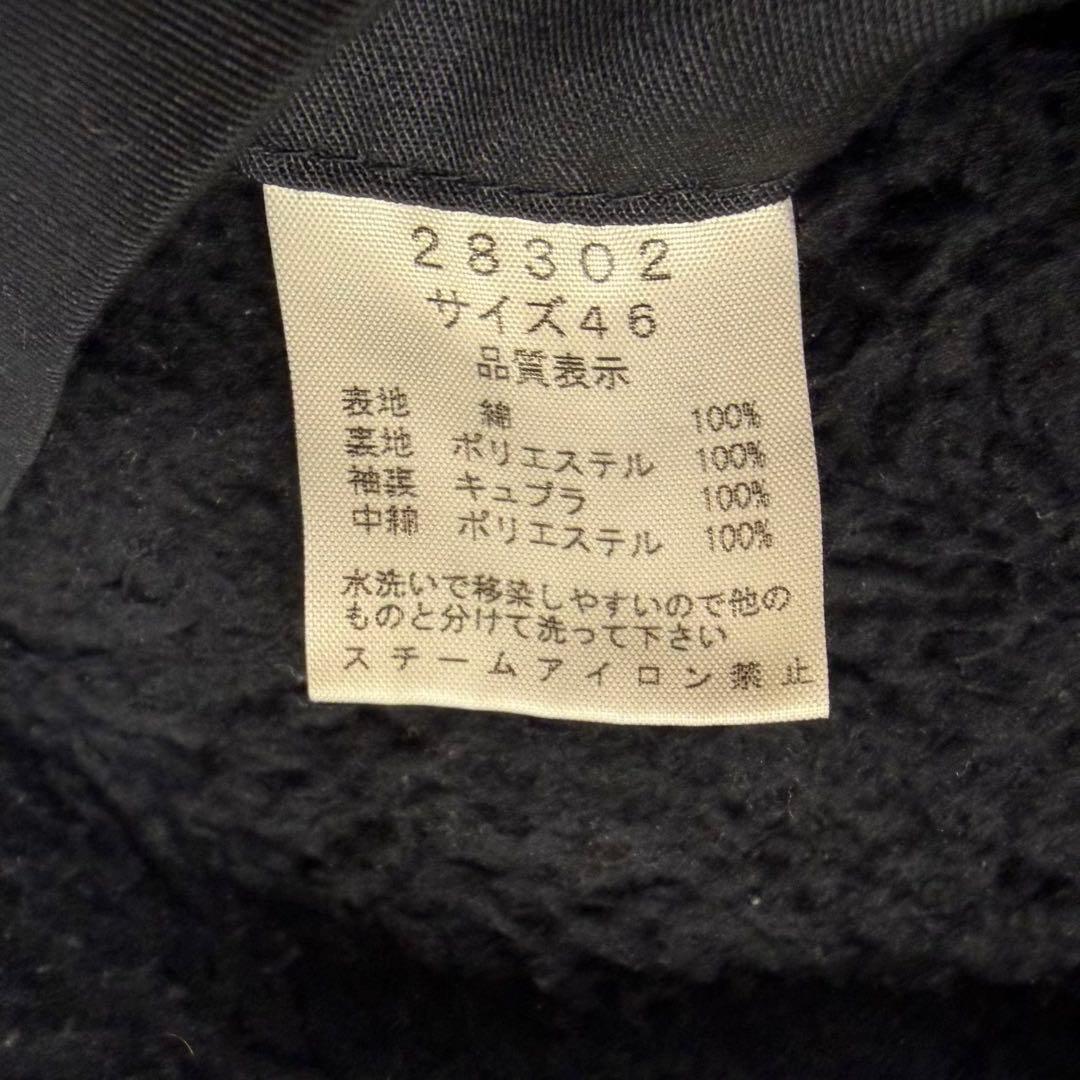 28302
サイズ46
品質表示
表地 綿 100%
裏地 ポリエステル 100%
袖裏 キュプラ 100%
中綿 ポリエステル 100%
水洗いで移染しやすいので他の
ものと分けて洗って下さい
スチームアイロン禁止